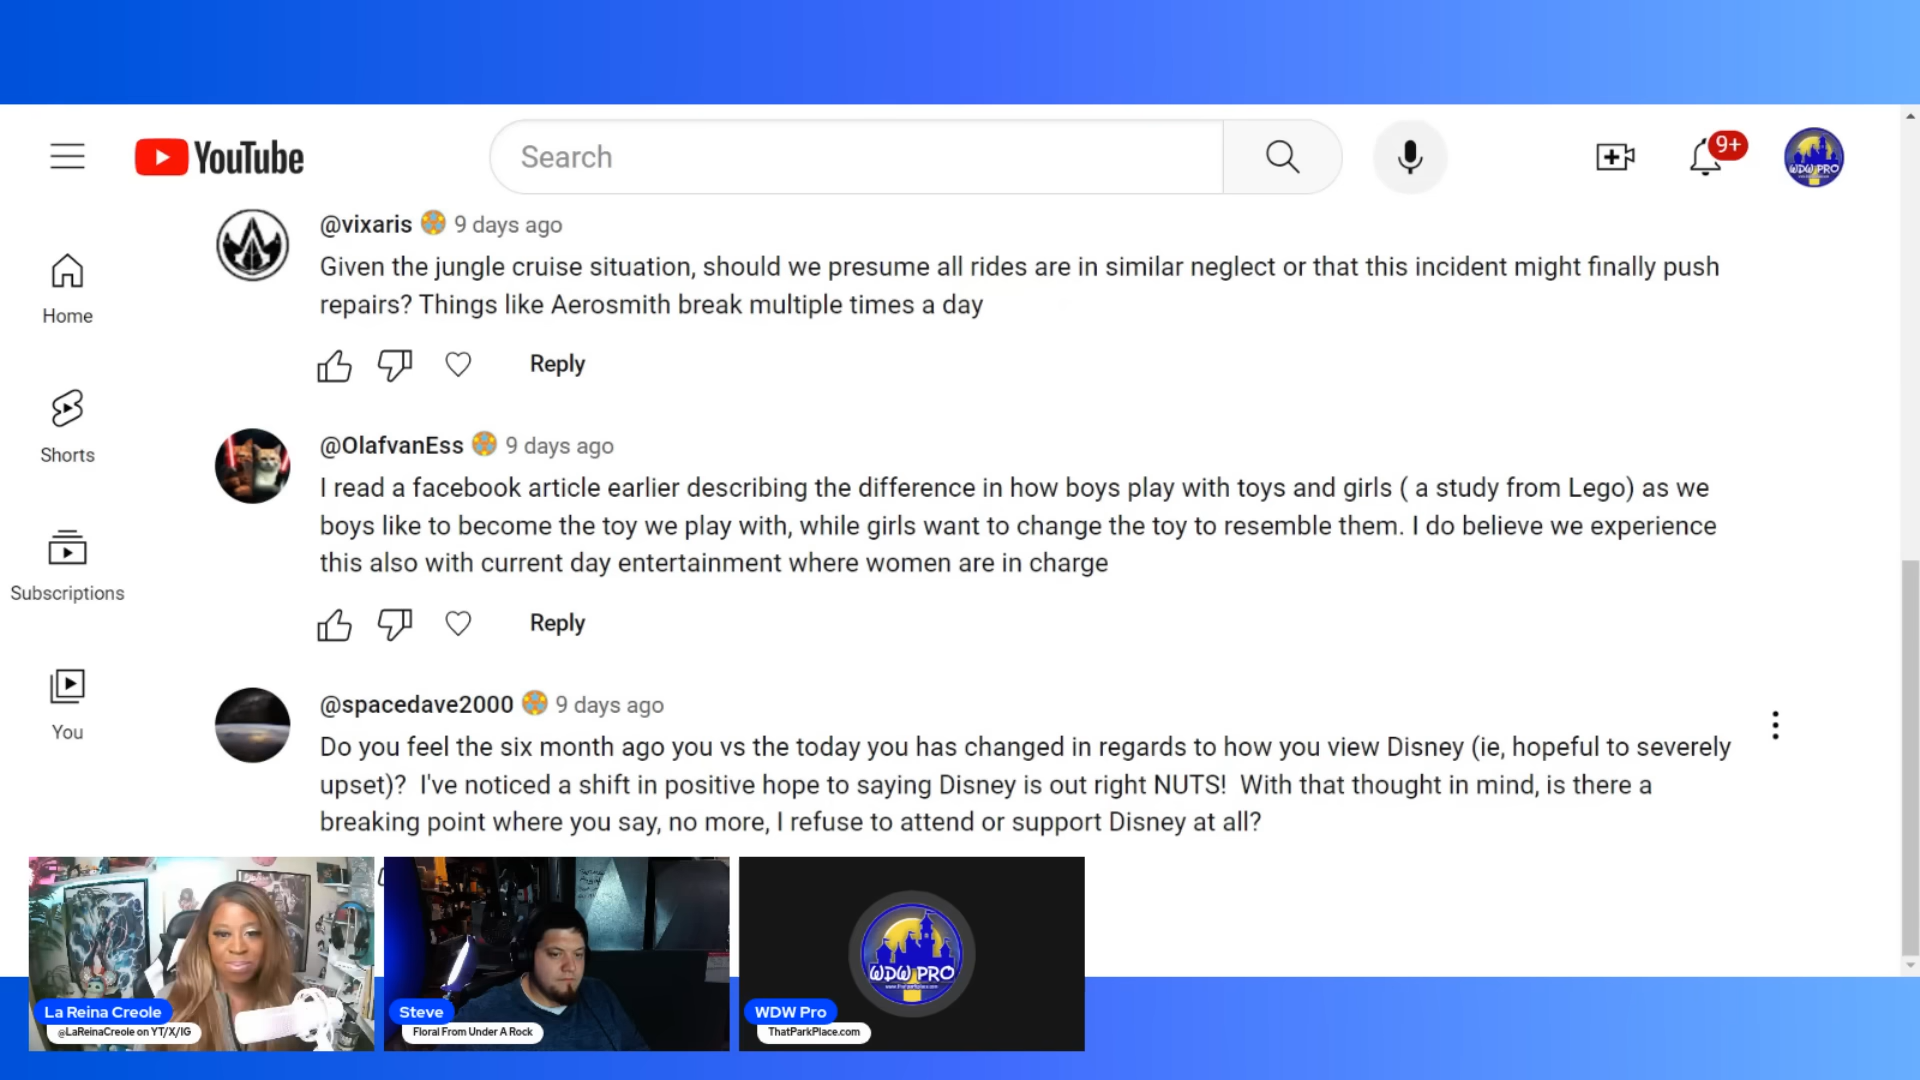 YouTube
Search
9+
WDW PRO
@vixaris 9 days ago
Given the jungle cruise situation, should we presume all rides are in similar neglect or that this incident might finally push
repairs? Things like Aerosmith break multiple times a day
Reply
Home
Shorts
Subscriptions
You
@OlafvanEss 9 days ago
I read a facebook article earlier describing the difference in how boys play with toys and girls ( a study from Lego) as we
boys like to become the toy we play with, while girls want to change the toy to resemble them. I do believe we experience
this also with current day entertainment where women are in charge
Reply
@spacedave2000 9 days ago
Do you feel the six month ago you vs the today you has changed in regards to how you view Disney (ie, hopeful to severely
upset)? I've noticed a shift in positive hope to saying Disney is out right NUTS! With that thought in mind, is there a
breaking point where you say, no more, I refuse to attend or support Disney at all?
La Reina Creole
@LaReinaCreole on YT/X/IG
Steve
Floral From Under A Rock
WDW PRO
www.thatparkplace.com
WDW Pro
ThatParkPlace.com